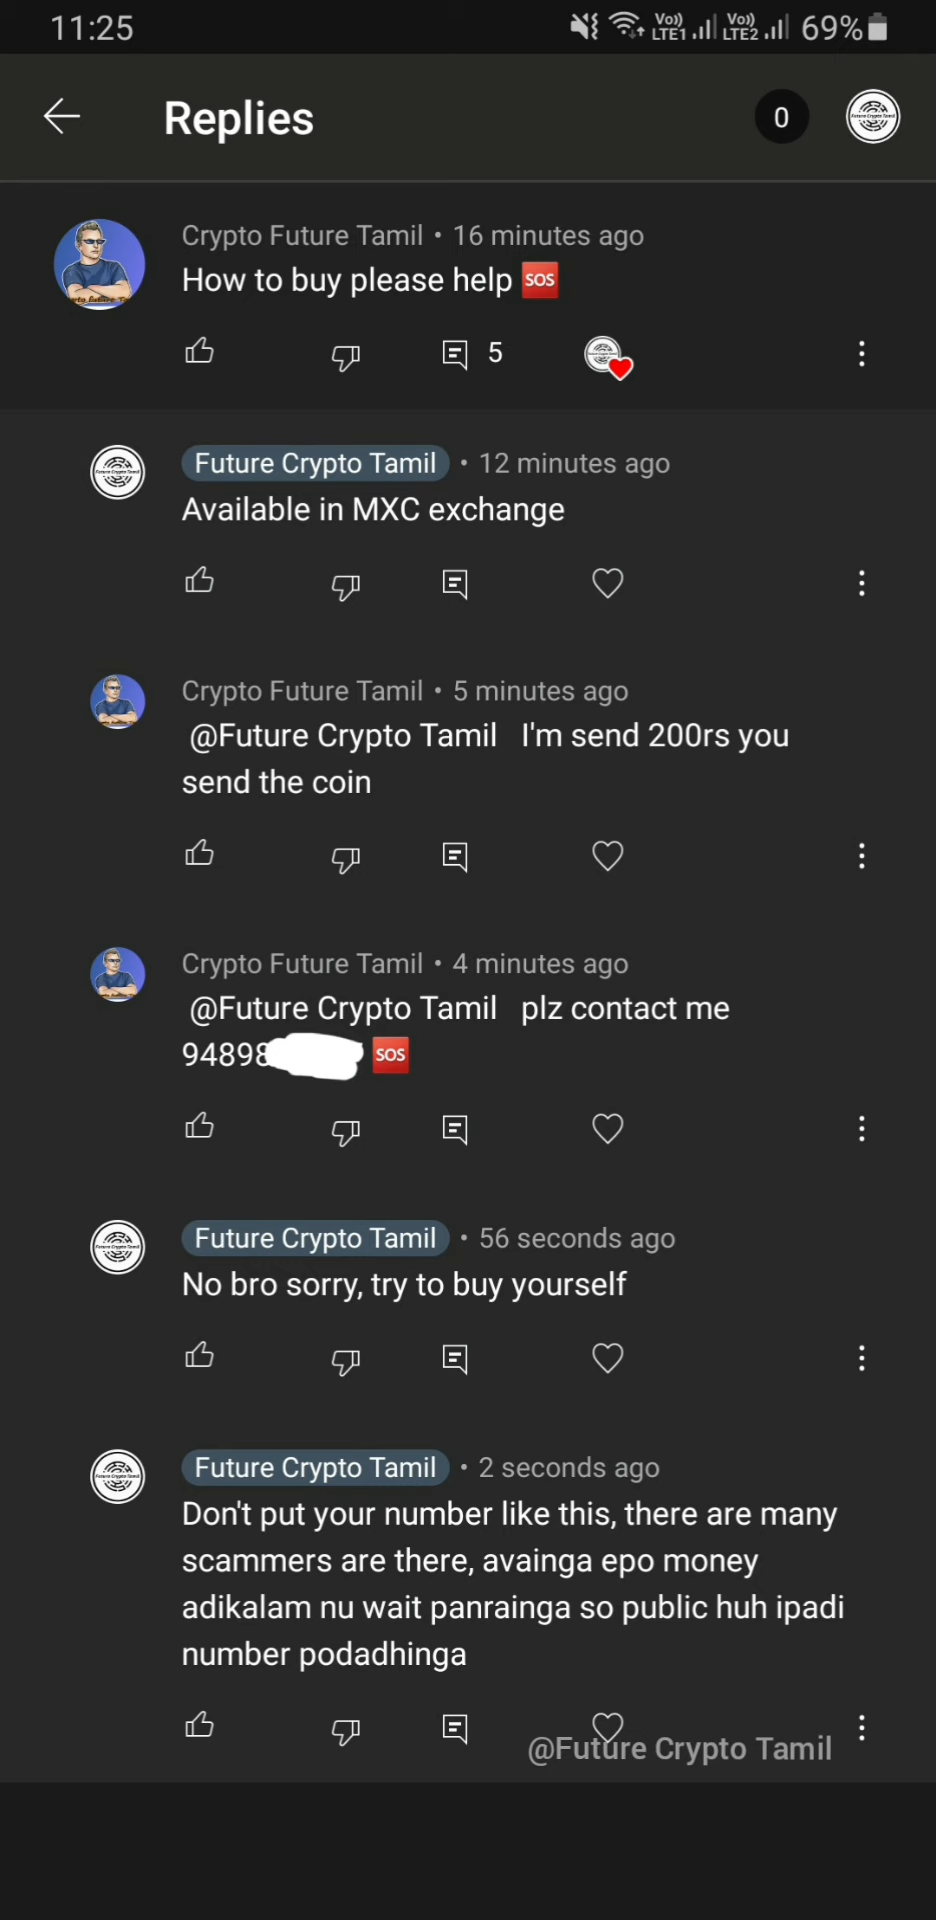 11:25 Vo)) LTE1 Vo)) LTE2 69%
Replies 0
Crypto Future Tamil • 16 minutes ago
How to buy please help SOS
5
Future Crypto Tamil • 12 minutes ago
Available in MXC exchange
Crypto Future Tamil • 5 minutes ago
@Future Crypto Tamil I'm send 200rs you
send the coin
Crypto Future Tamil • 4 minutes ago
@Future Crypto Tamil plz contact me
94898 SOS
Future Crypto Tamil • 56 seconds ago
No bro sorry, try to buy yourself
Future Crypto Tamil • 2 seconds ago
Don't put your number like this, there are many
scammers are there, avainga epo money
adikalam nu wait panrainga so public huh ipadi
number podadhinga
@Future Crypto Tamil